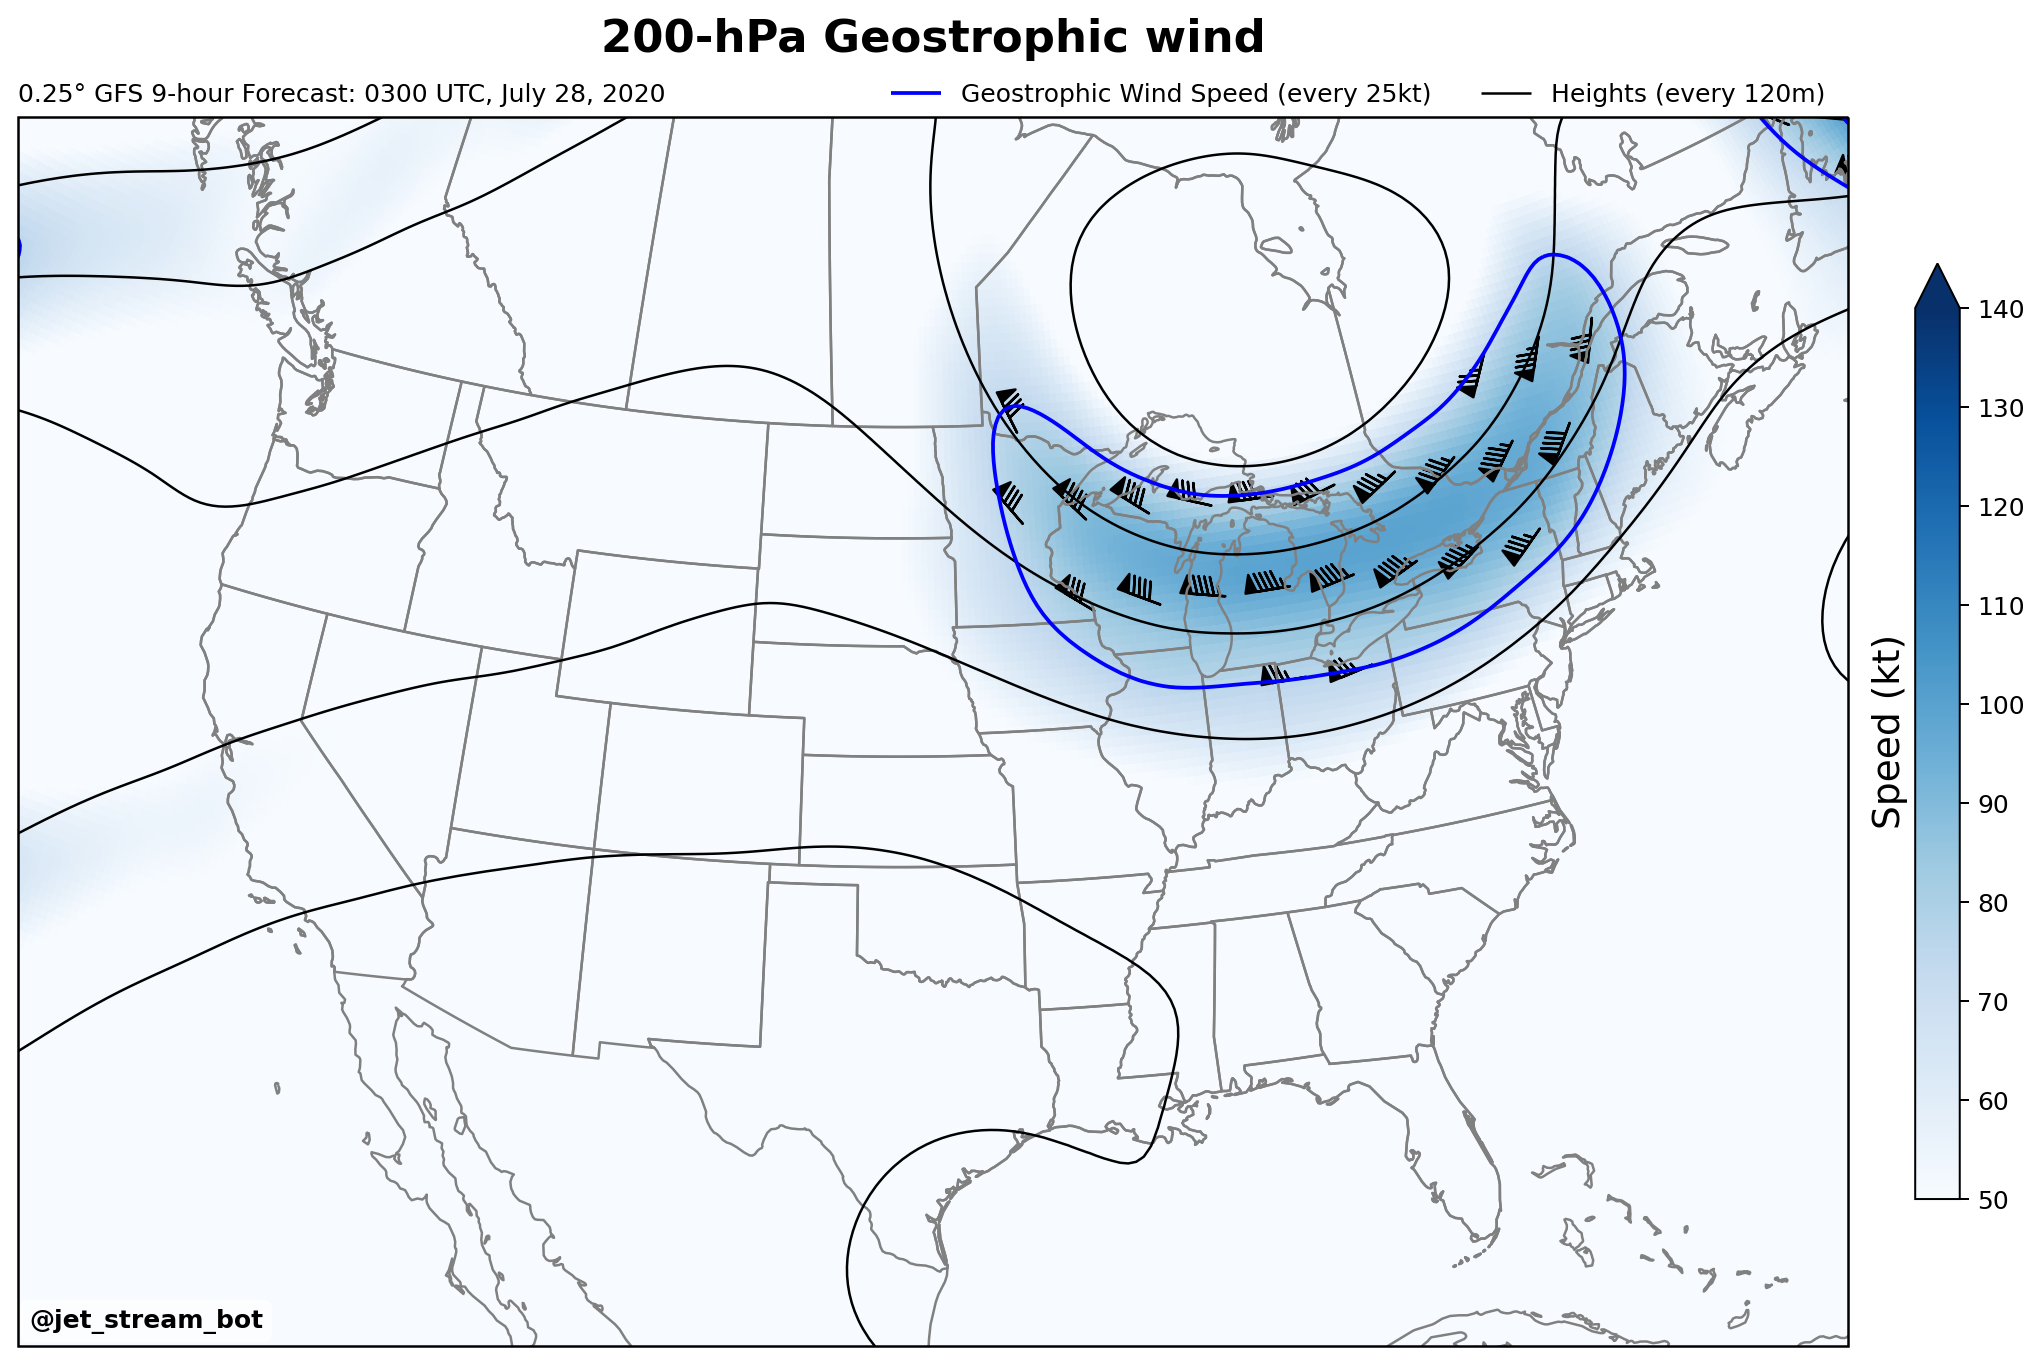 200-hPa Geostrophic wind
0.25° GFS 9-hour Forecast: 0300 UTC, July 28, 2020
Geostrophic Wind Speed (every 25kt)
Heights (every 120m)
140
130
120
110
100
90
80
70
60
50
Speed (kt)
@jet_stream_bot